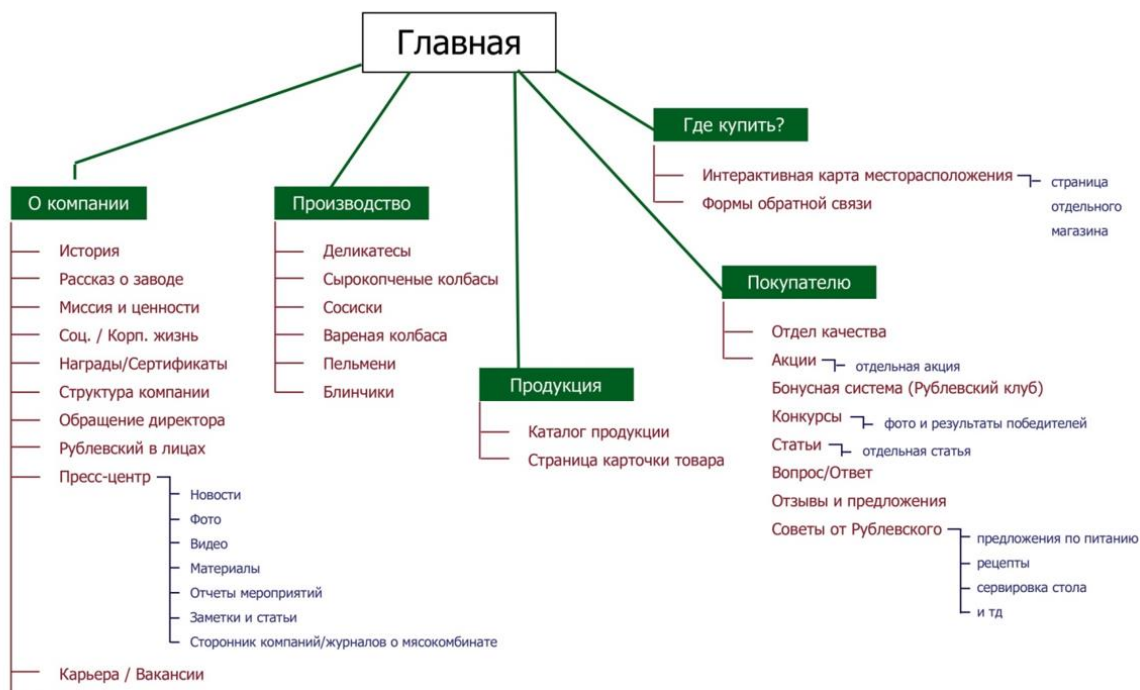 Главная
О компании
История
Рассказ о заводе
Миссия и ценности
Соц. / Корп. жизнь
Награды/Сертификаты
Структура компании
Обращение директора
Рублевский в лицах
Пресс-центр
Новости
Фото
Видео
Материалы
Отчеты мероприятий
Заметки и статьи
Сторонник компаний/журналов о мясокомбинате
Карьера / Вакансии
Производство
Деликатесы
Сырокопченые колбасы
Сосиски
Вареная колбаса
Пельмени
Блинчики
Продукция
Каталог продукции
Страница карточки товара
Где купить?
Интерактивная карта месторасположения
страница
отдельного
магазина
Формы обратной связи
Покупателю
Отдел качества
Акции
отдельная акция
Бонусная система (Рублевский клуб)
Конкурсы
фото и результаты победителей
Статьи
отдельная статья
Вопрос/Ответ
Отзывы и предложения
Советы от Рублевского
предложения по питанию
рецепты
сервировка стола
и тд